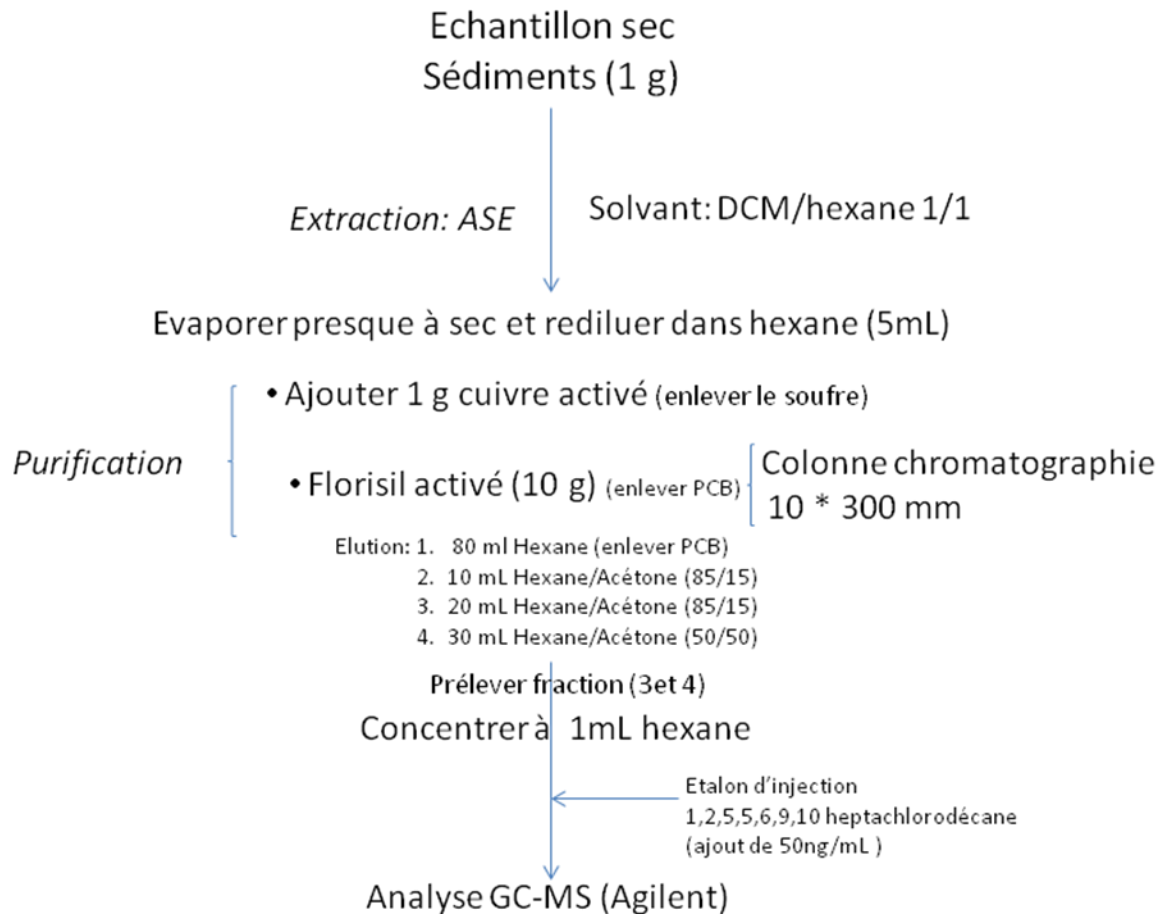 Echantillon sec
Sédiments (1 g)
Extraction: ASE
Solvant: DCM/hexane 1/1
Evaporer presque à sec et rediluer dans hexane (5mL)
Purification
• Ajouter 1 g cuivre activé (enlever le soufre)
• Florisil activé (10 g) (enlever PCB)
Colonne chromatographie
10 * 300 mm
Elution: 1. 80 ml Hexane (enlever PCB)
2. 10 mL Hexane/Acétone (85/15)
3. 20 mL Hexane/Acétone (85/15)
4. 30 mL Hexane/Acétone (50/50)
Prélever fraction (3et 4)
Concentrer à 1mL hexane
Etalon d'injection
1,2,5,5,6,9,10 heptachlorodécane
(ajout de 50ng/mL )
Analyse GC-MS (Agilent)